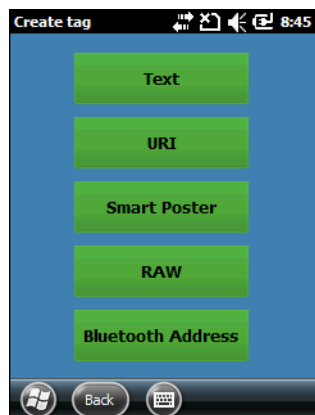 Create tag 8:45
Text
URI
Smart Poster
RAW
Bluetooth Address
Back